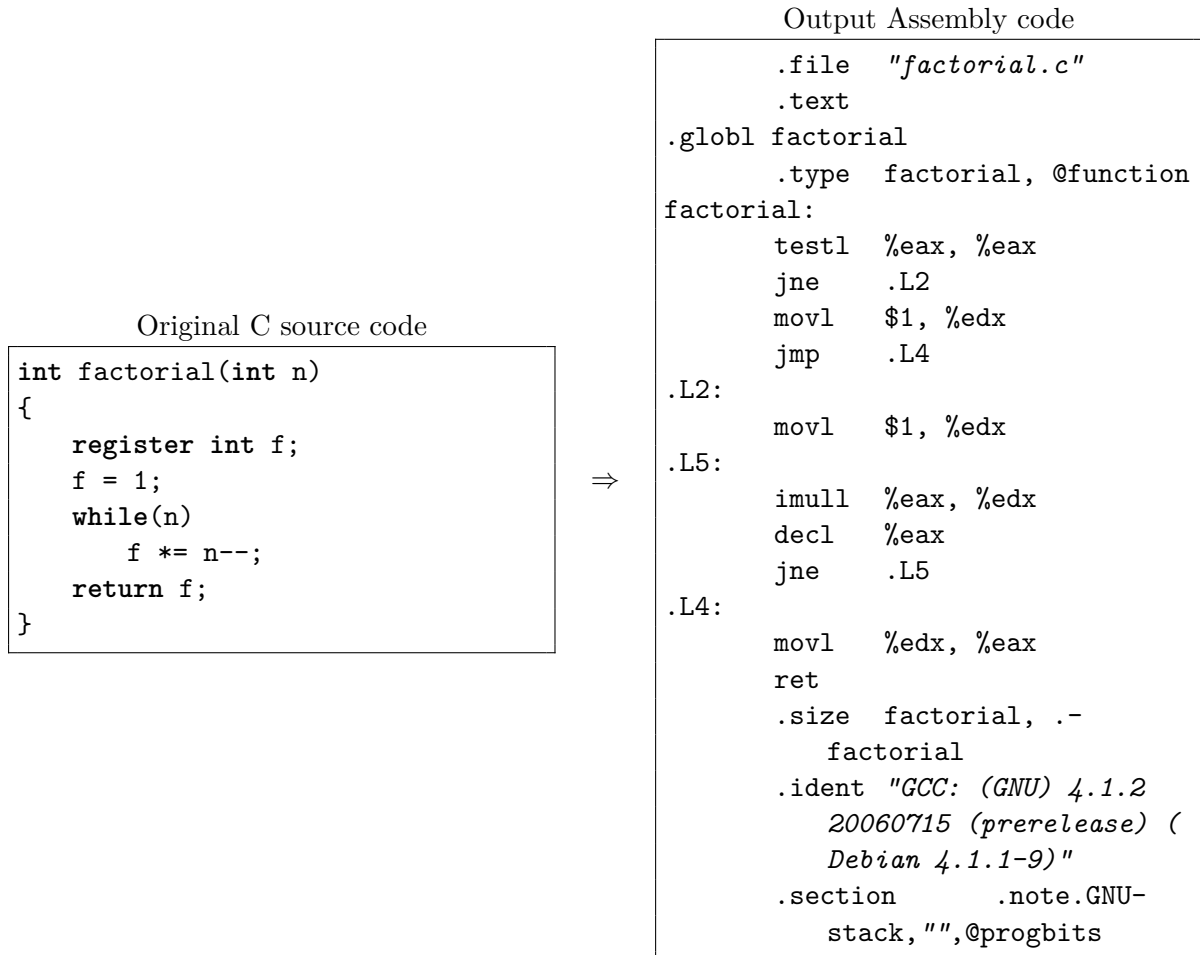 Original C source code
int factorial(int n)
{
    register int f;
    f = 1;
    while(n)
        f *= n--;
    return f;
}
⇒
Output Assembly code
        .file   "factorial.c"
        .text
.globl factorial
        .type   factorial, @function
factorial:
        testl   %eax, %eax
        jne     .L2
        movl    $1, %edx
        jmp     .L4
.L2:
        movl    $1, %edx
.L5:
        imull   %eax, %edx
        decl    %eax
        jne     .L5
.L4:
        movl    %edx, %eax
        ret
        .size   factorial, .-
            factorial
        .ident  "GCC: (GNU) 4.1.2
            20060715 (prerelease) (
            Debian 4.1.1-9)"
        .section        .note.GNU-
            stack,"",@progbits